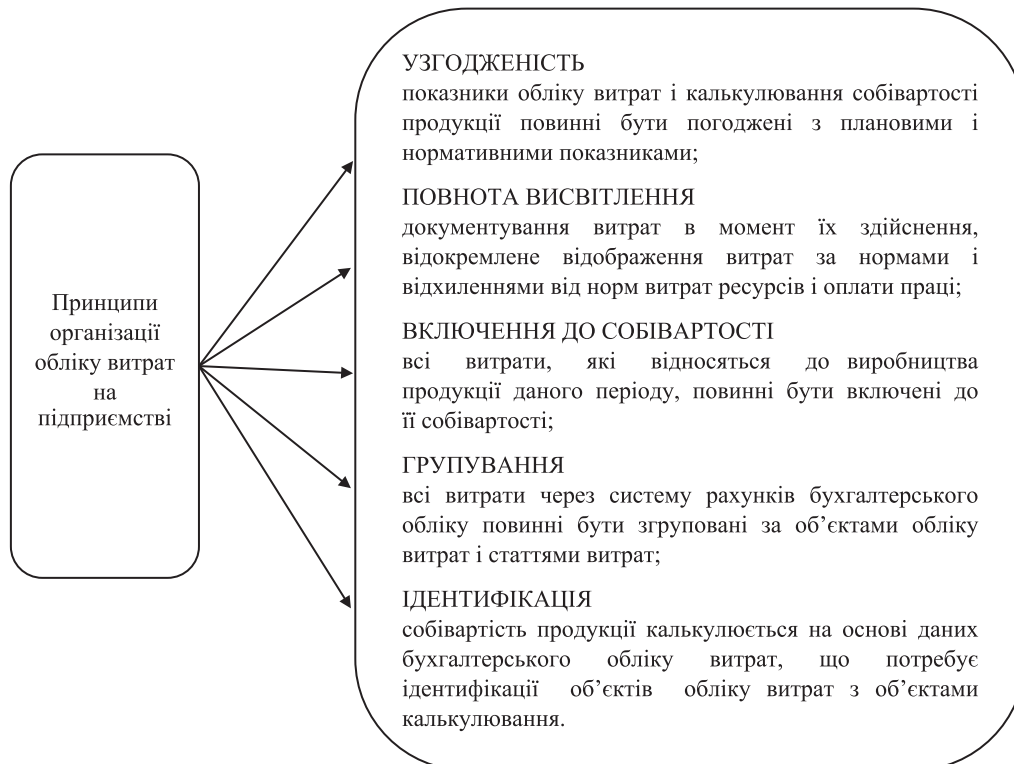 Принципи
організації
обліку витрат
на
підприємстві
УЗГОДЖЕНІСТЬ
показники обліку витрат і калькулювання собівартості
продукції повинні бути погоджені з плановими і
нормативними показниками;
ПОВНОТА ВИСВІТЛЕННЯ
документування витрат в момент їх здійснення,
відокремлене відображення витрат за нормами і
відхиленнями від норм витрат ресурсів і оплати праці;
ВКЛЮЧЕННЯ ДО СОБІВАРТОСТІ
всі витрати, які відносяться до виробництва
продукції даного періоду, повинні бути включені до
її собівартості;
ГРУПУВАННЯ
всі витрати через систему рахунків бухгалтерського
обліку повинні бути згруповані за об’єктами обліку
витрат і статтями витрат;
ІДЕНТИФІКАЦІЯ
собівартість продукції калькулюється на основі даних
бухгалтерського обліку витрат, що потребує
ідентифікації об’єктів обліку витрат з об’єктами
калькулювання.